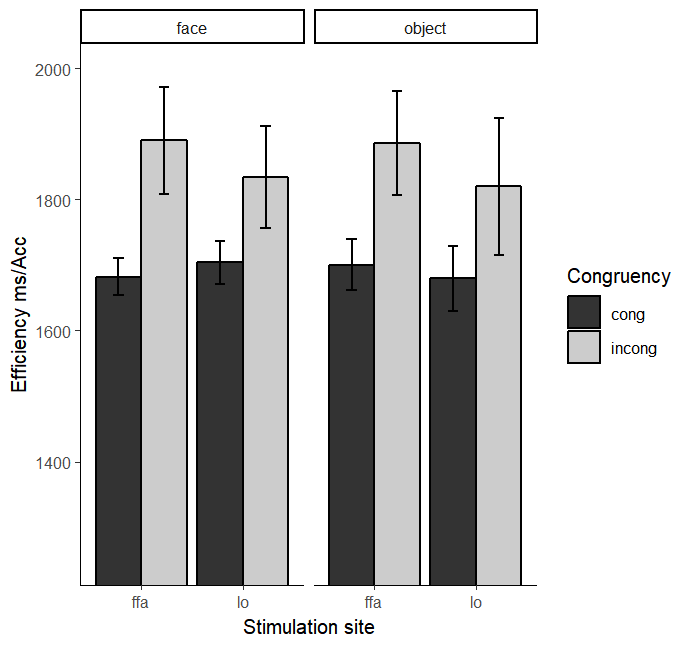 face
object
2000
1800
1600
1400
Efficiency ms/Acc
ffa
lo
ffa
lo
Stimulation site
Congruency
cong
incong